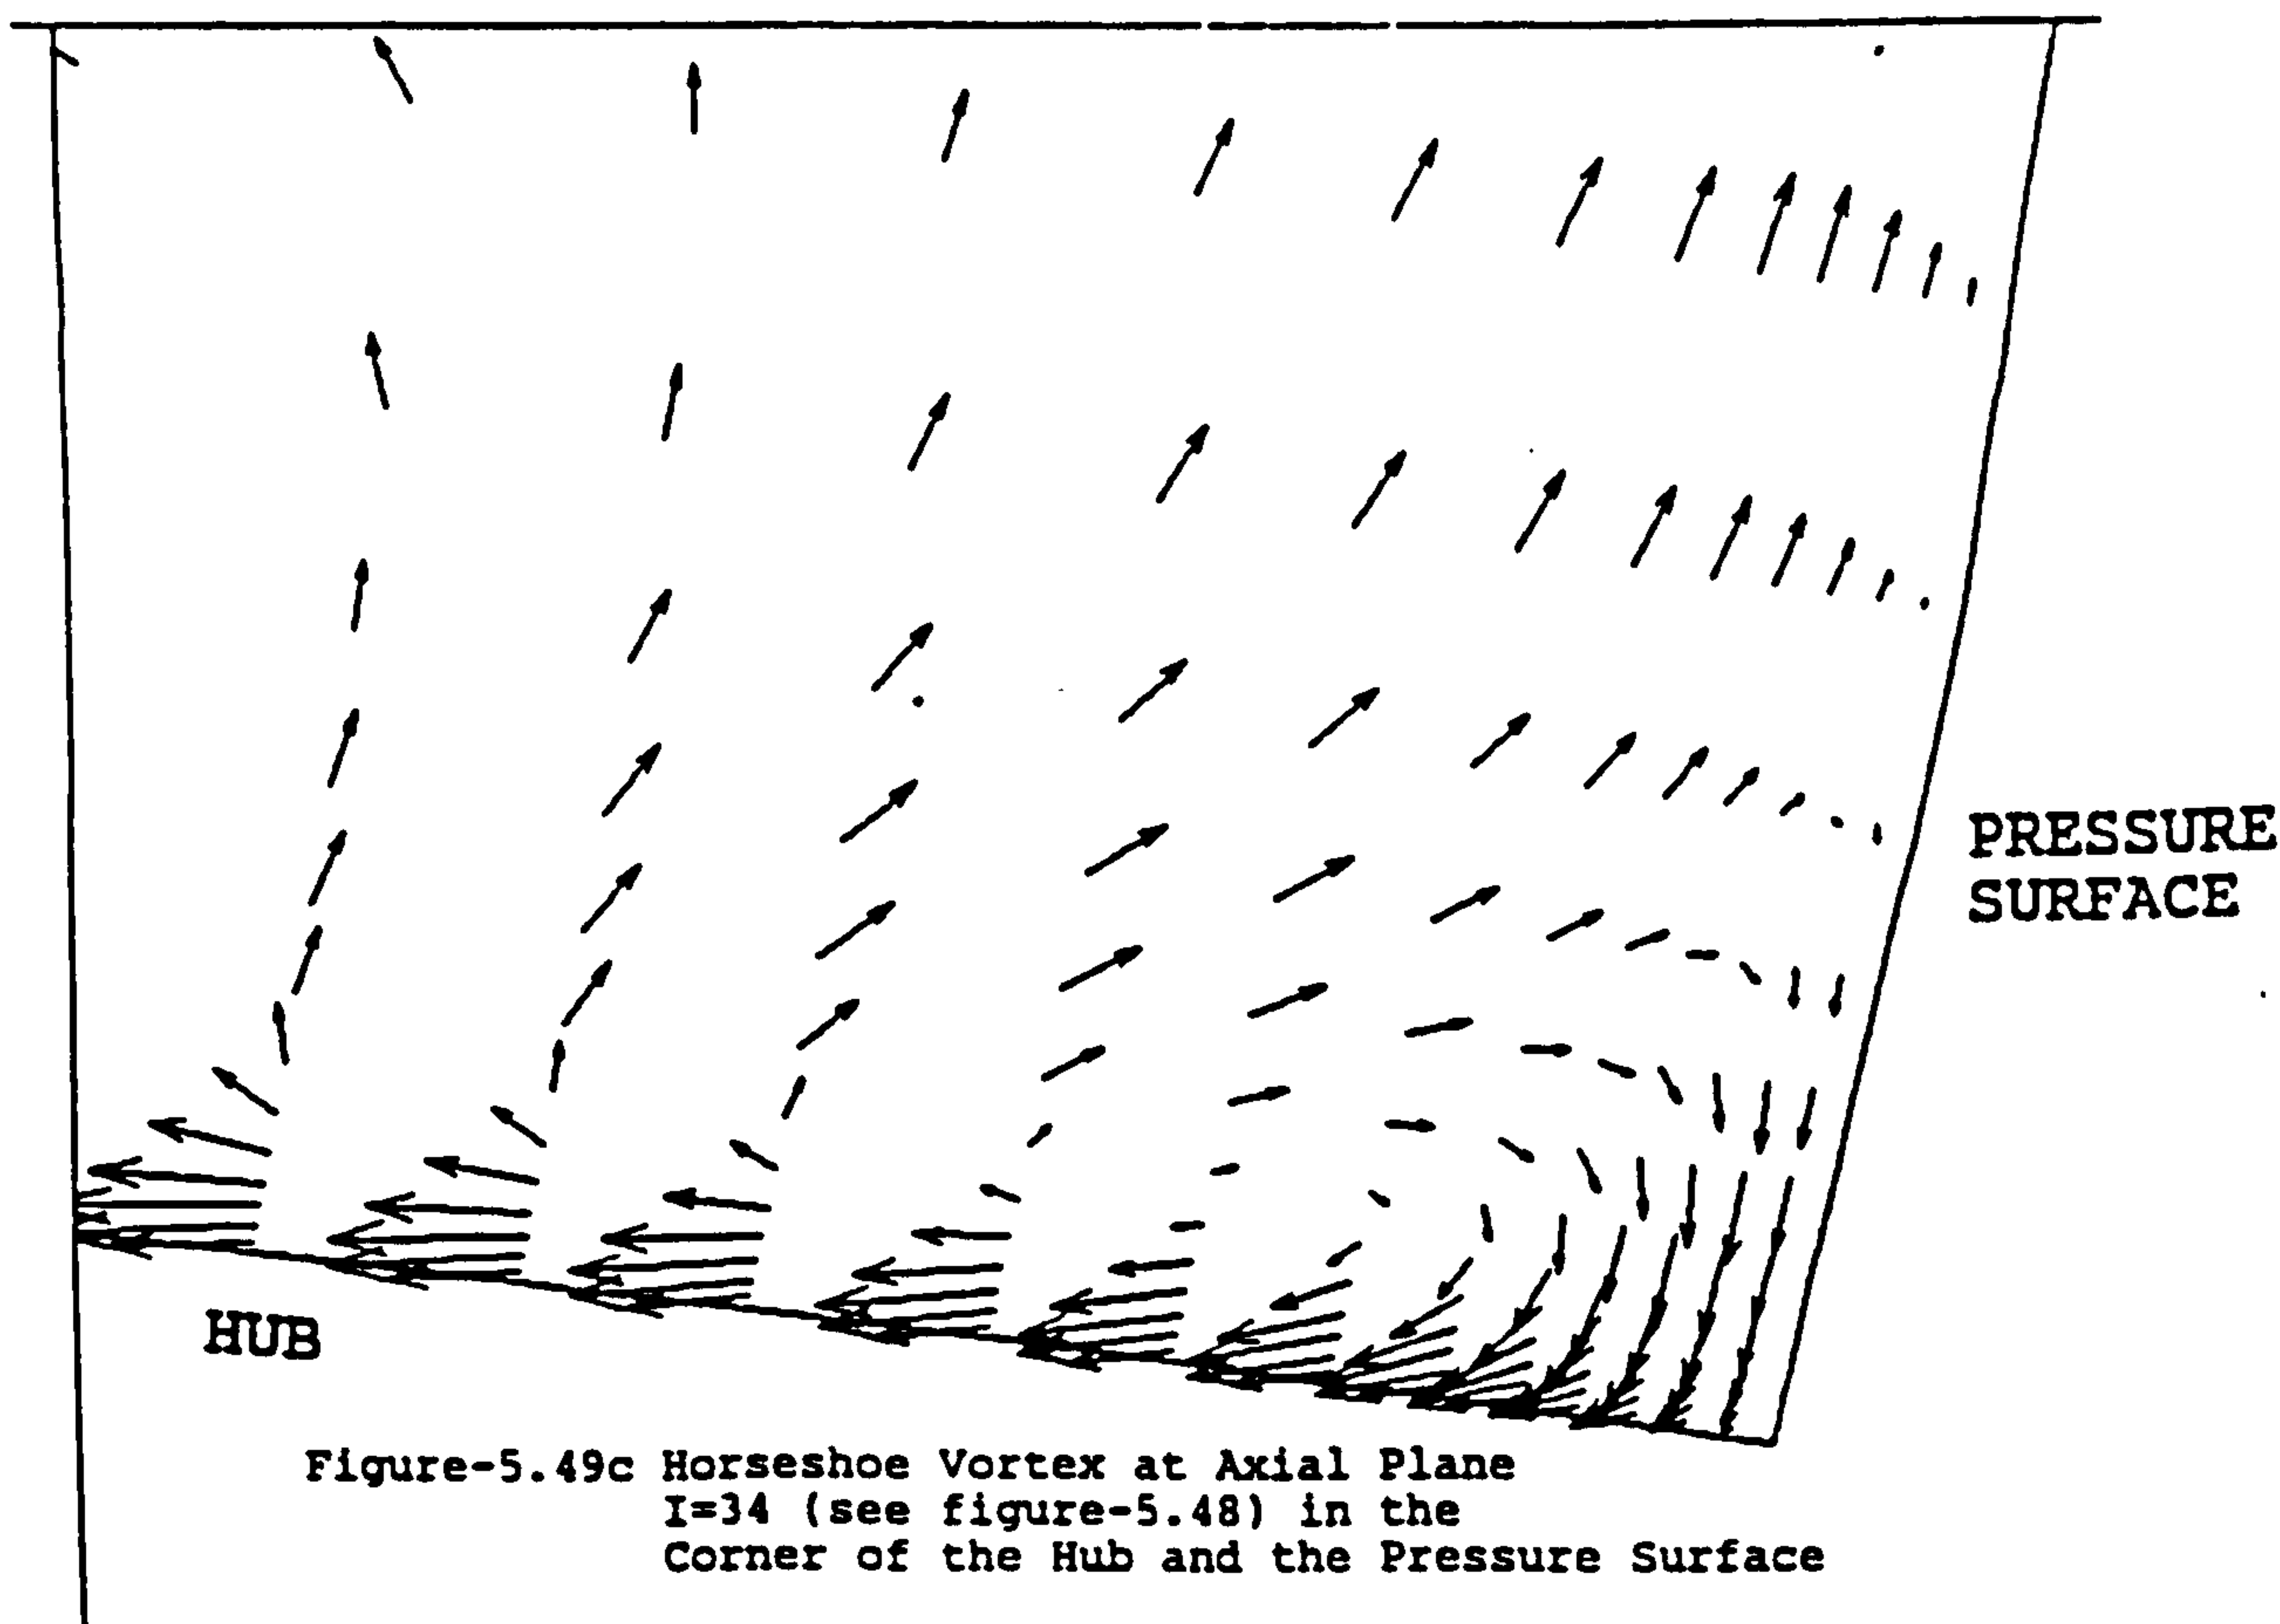 PRESSURE
SURFACE
HUB
Figure-5.49c Horseshoe Vortex at Axial Plane
I=34 (see figure-5.48) in the
Corner of the Hub and the Pressure Surface